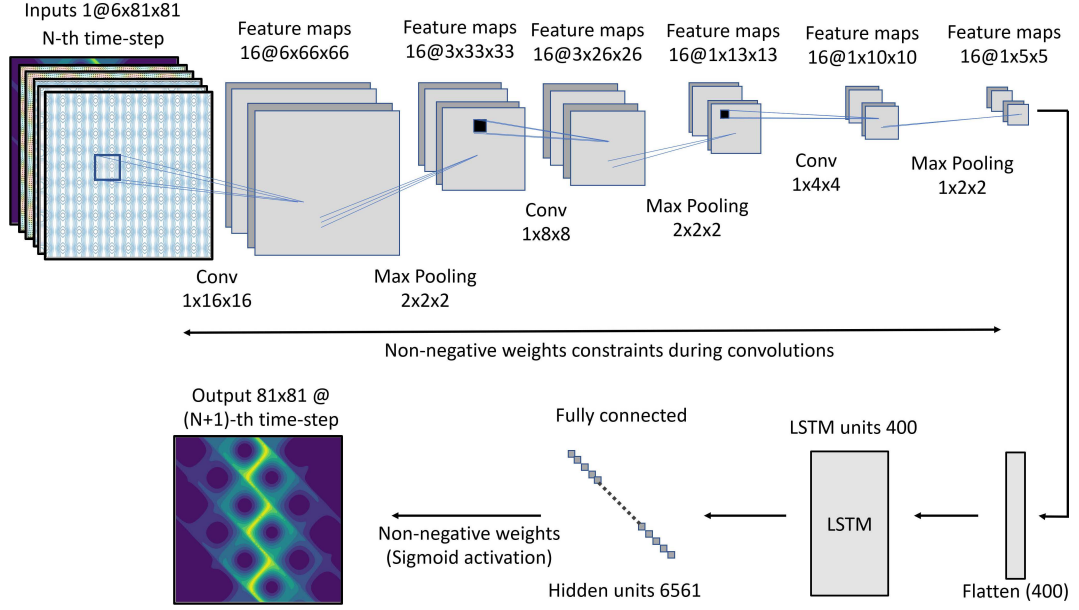 Inputs 1@6x81x81
N-th time-step
Feature maps
16@6x66x66
Feature maps
16@3x33x33
Feature maps
16@3x26x26
Feature maps
16@1x13x13
Feature maps
16@1x10x10
Feature maps
16@1x5x5
Conv
1x16x16
Max Pooling
2x2x2
Conv
1x8x8
Max Pooling
2x2x2
Conv
1x4x4
Max Pooling
1x2x2
Non-negative weights constraints during convolutions
Output 81x81 @
(N+1)-th time-step
Non-negative weights
(Sigmoid activation)
Fully connected
Hidden units 6561
LSTM units 400
LSTM
Flatten (400)